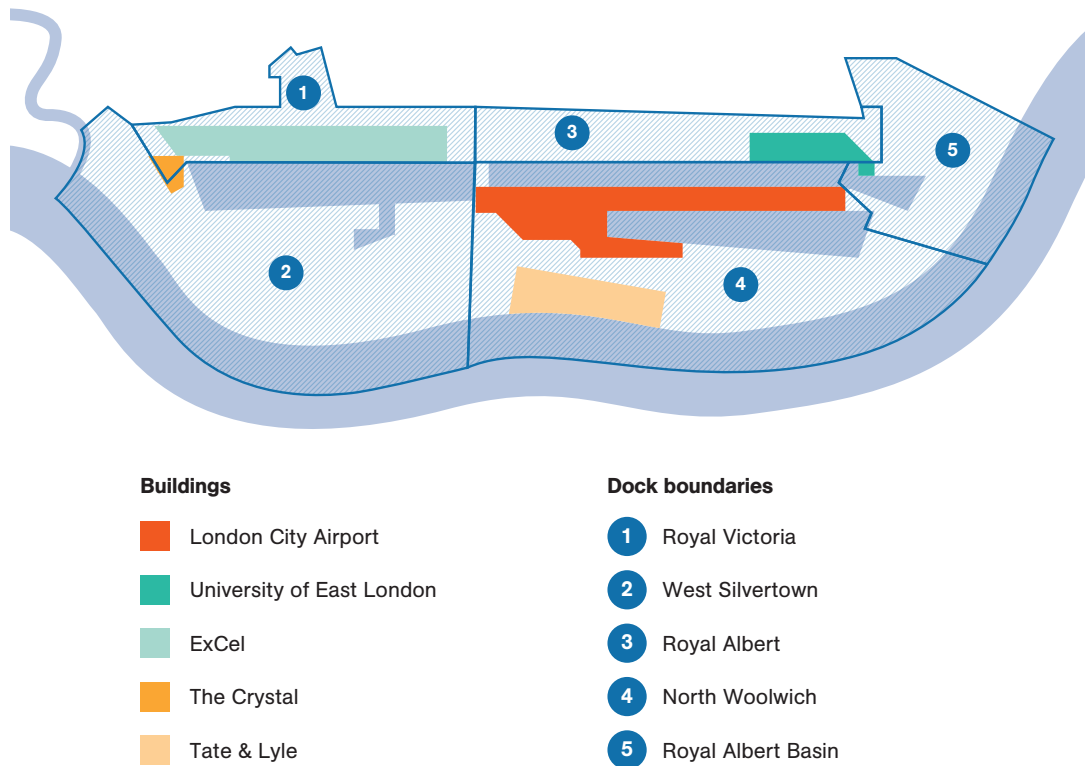 1
3
5
2
4
Buildings
London City Airport
University of East London
ExCel
The Crystal
Tate & Lyle
Dock boundaries
1 Royal Victoria
2 West Silvertown
3 Royal Albert
4 North Woolwich
5 Royal Albert Basin